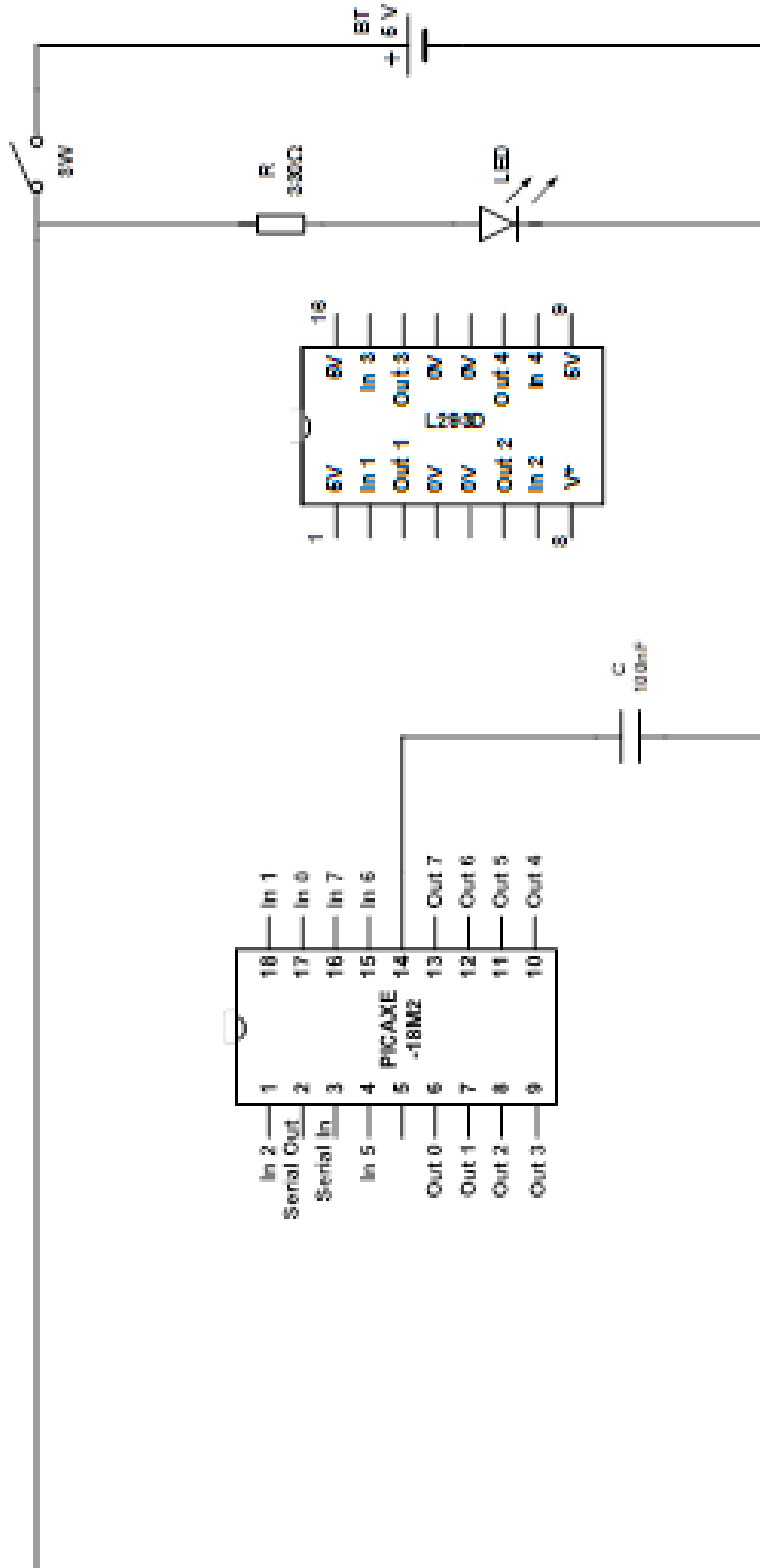 BT
+
SW
R
330Ω
LED
16
9
5V
In 3
Out 3
0V
0V
Out 4
In 4
5V
L293D
5V
In 1
Out 1
0V
0V
Out 2
In 2
V+
1
8
C
100nF
In 1
In 0
In 7
In 6
Out 7
Out 6
Out 5
Out 4
18
17
16
15
14
13
12
11
10
PICAXE
-18M2
1
2
3
4
5
6
7
8
9
In 2
Serial Out
Serial In
In 5
Out 0
Out 1
Out 2
Out 3